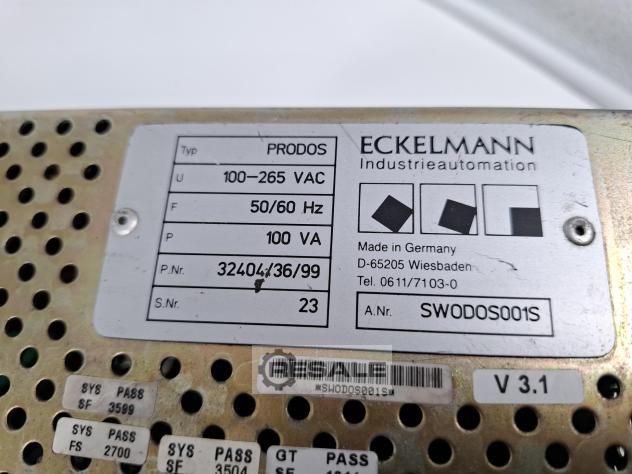 Typ PRODOS
U 100-265 VAC
F 50/60 Hz
P 100 VA
P.Nr. 32404/36/99
S.Nr. 23
ECKELMANN
Industrieautomation
Made in Germany
D-65205 Wiesbaden
Tel. 0611/7103-0
A.Nr. SWODOS001S
RESALE
*SWODOS001S*
V 3.1
SYS PASS
SF 3599
SYS PASS
FS 2700
SYS PASS
SF 3504
GT PASS